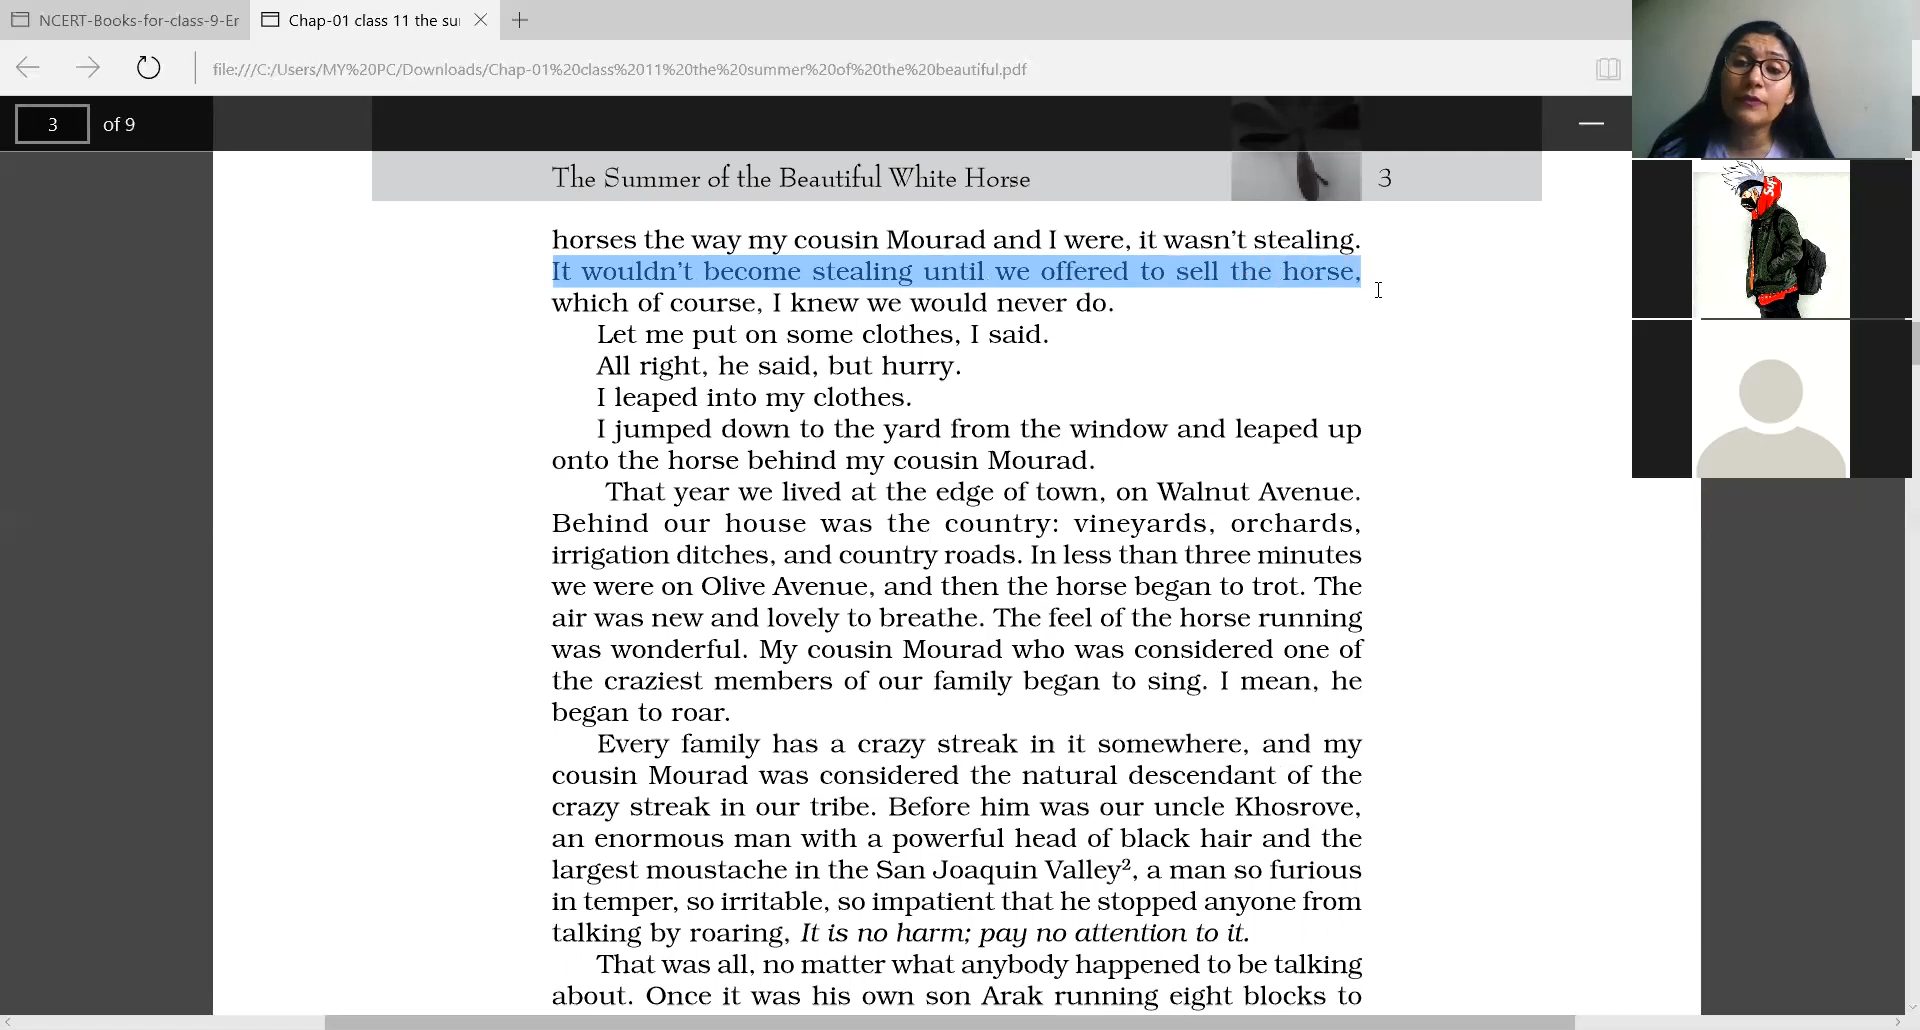 NCERT-Books-for-class-9-Er
Chap-01 class 11 the sui
file:///C:/Users/MY%20PC/Downloads/Chap-01%20class%2011%20the%20summer%20of%20the%20beautiful.pdf
3 of 9
The Summer of the Beautiful White Horse 3
horses the way my cousin Mourad and I were, it wasn't stealing.
It wouldn't become stealing until we offered to sell the horse,
which of course, I knew we would never do.
Let me put on some clothes, I said.
All right, he said, but hurry.
I leaped into my clothes.
I jumped down to the yard from the window and leaped up
onto the horse behind my cousin Mourad.
That year we lived at the edge of town, on Walnut Avenue.
Behind our house was the country: vineyards, orchards,
irrigation ditches, and country roads. In less than three minutes
we were on Olive Avenue, and then the horse began to trot. The
air was new and lovely to breathe. The feel of the horse running
was wonderful. My cousin Mourad who was considered one of
the craziest members of our family began to sing. I mean, he
began to roar.
Every family has a crazy streak in it somewhere, and my
cousin Mourad was considered the natural descendant of the
crazy streak in our tribe. Before him was our uncle Khosrove,
an enormous man with a powerful head of black hair and the
largest moustache in the San Joaquin Valley², a man so furious
in temper, so irritable, so impatient that he stopped anyone from
talking by roaring, It is no harm; pay no attention to it.
That was all, no matter what anybody happened to be talking
about. Once it was his own son Arak running eight blocks to